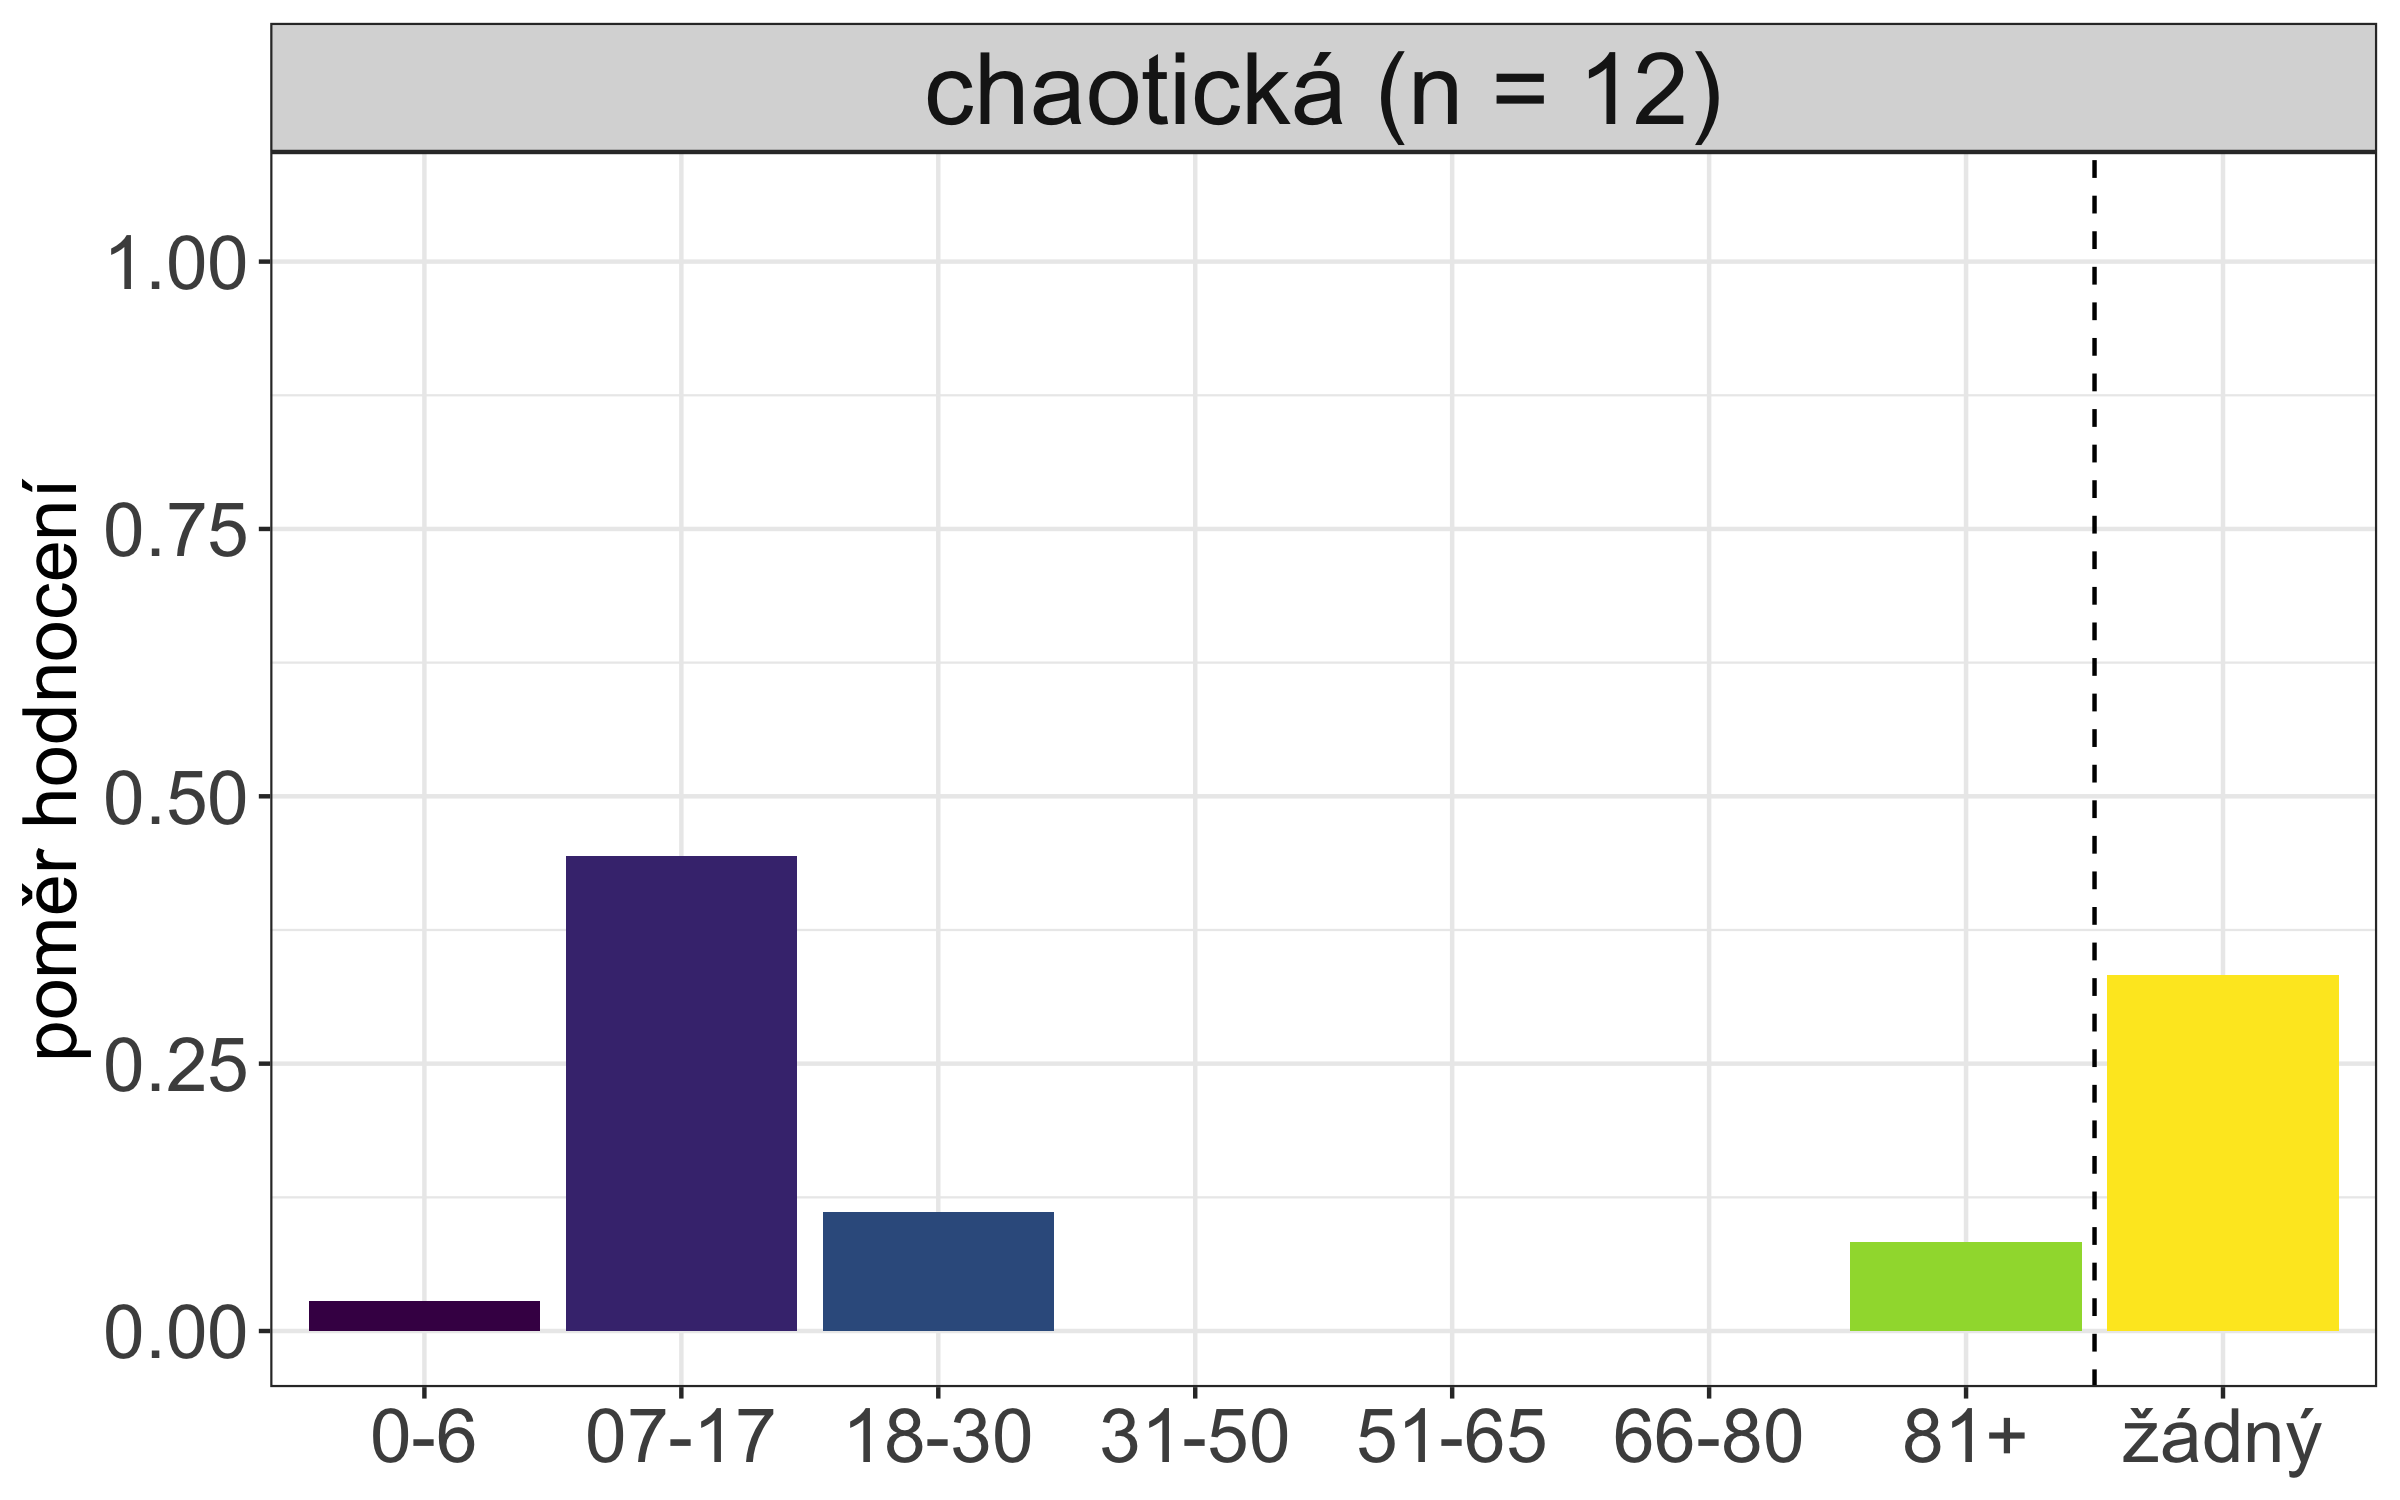 chaotická (n = 12)
poměr hodnocení
1.00
0.75
0.50
0.25
0.00
0-6 07-17 18-30 31-50 51-65 66-80 81+ žádný